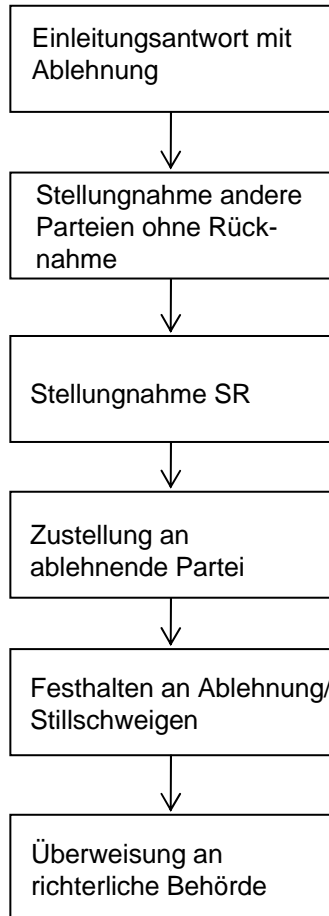 Einleitungsantwort mit
Ablehnung
Stellungnahme andere
Parteien ohne Rück-
nahme
Stellungnahme SR
Zustellung an
ablehnende Partei
Festhalten an Ablehnung/
Stillschweigen
Überweisung an
richterliche Behörde